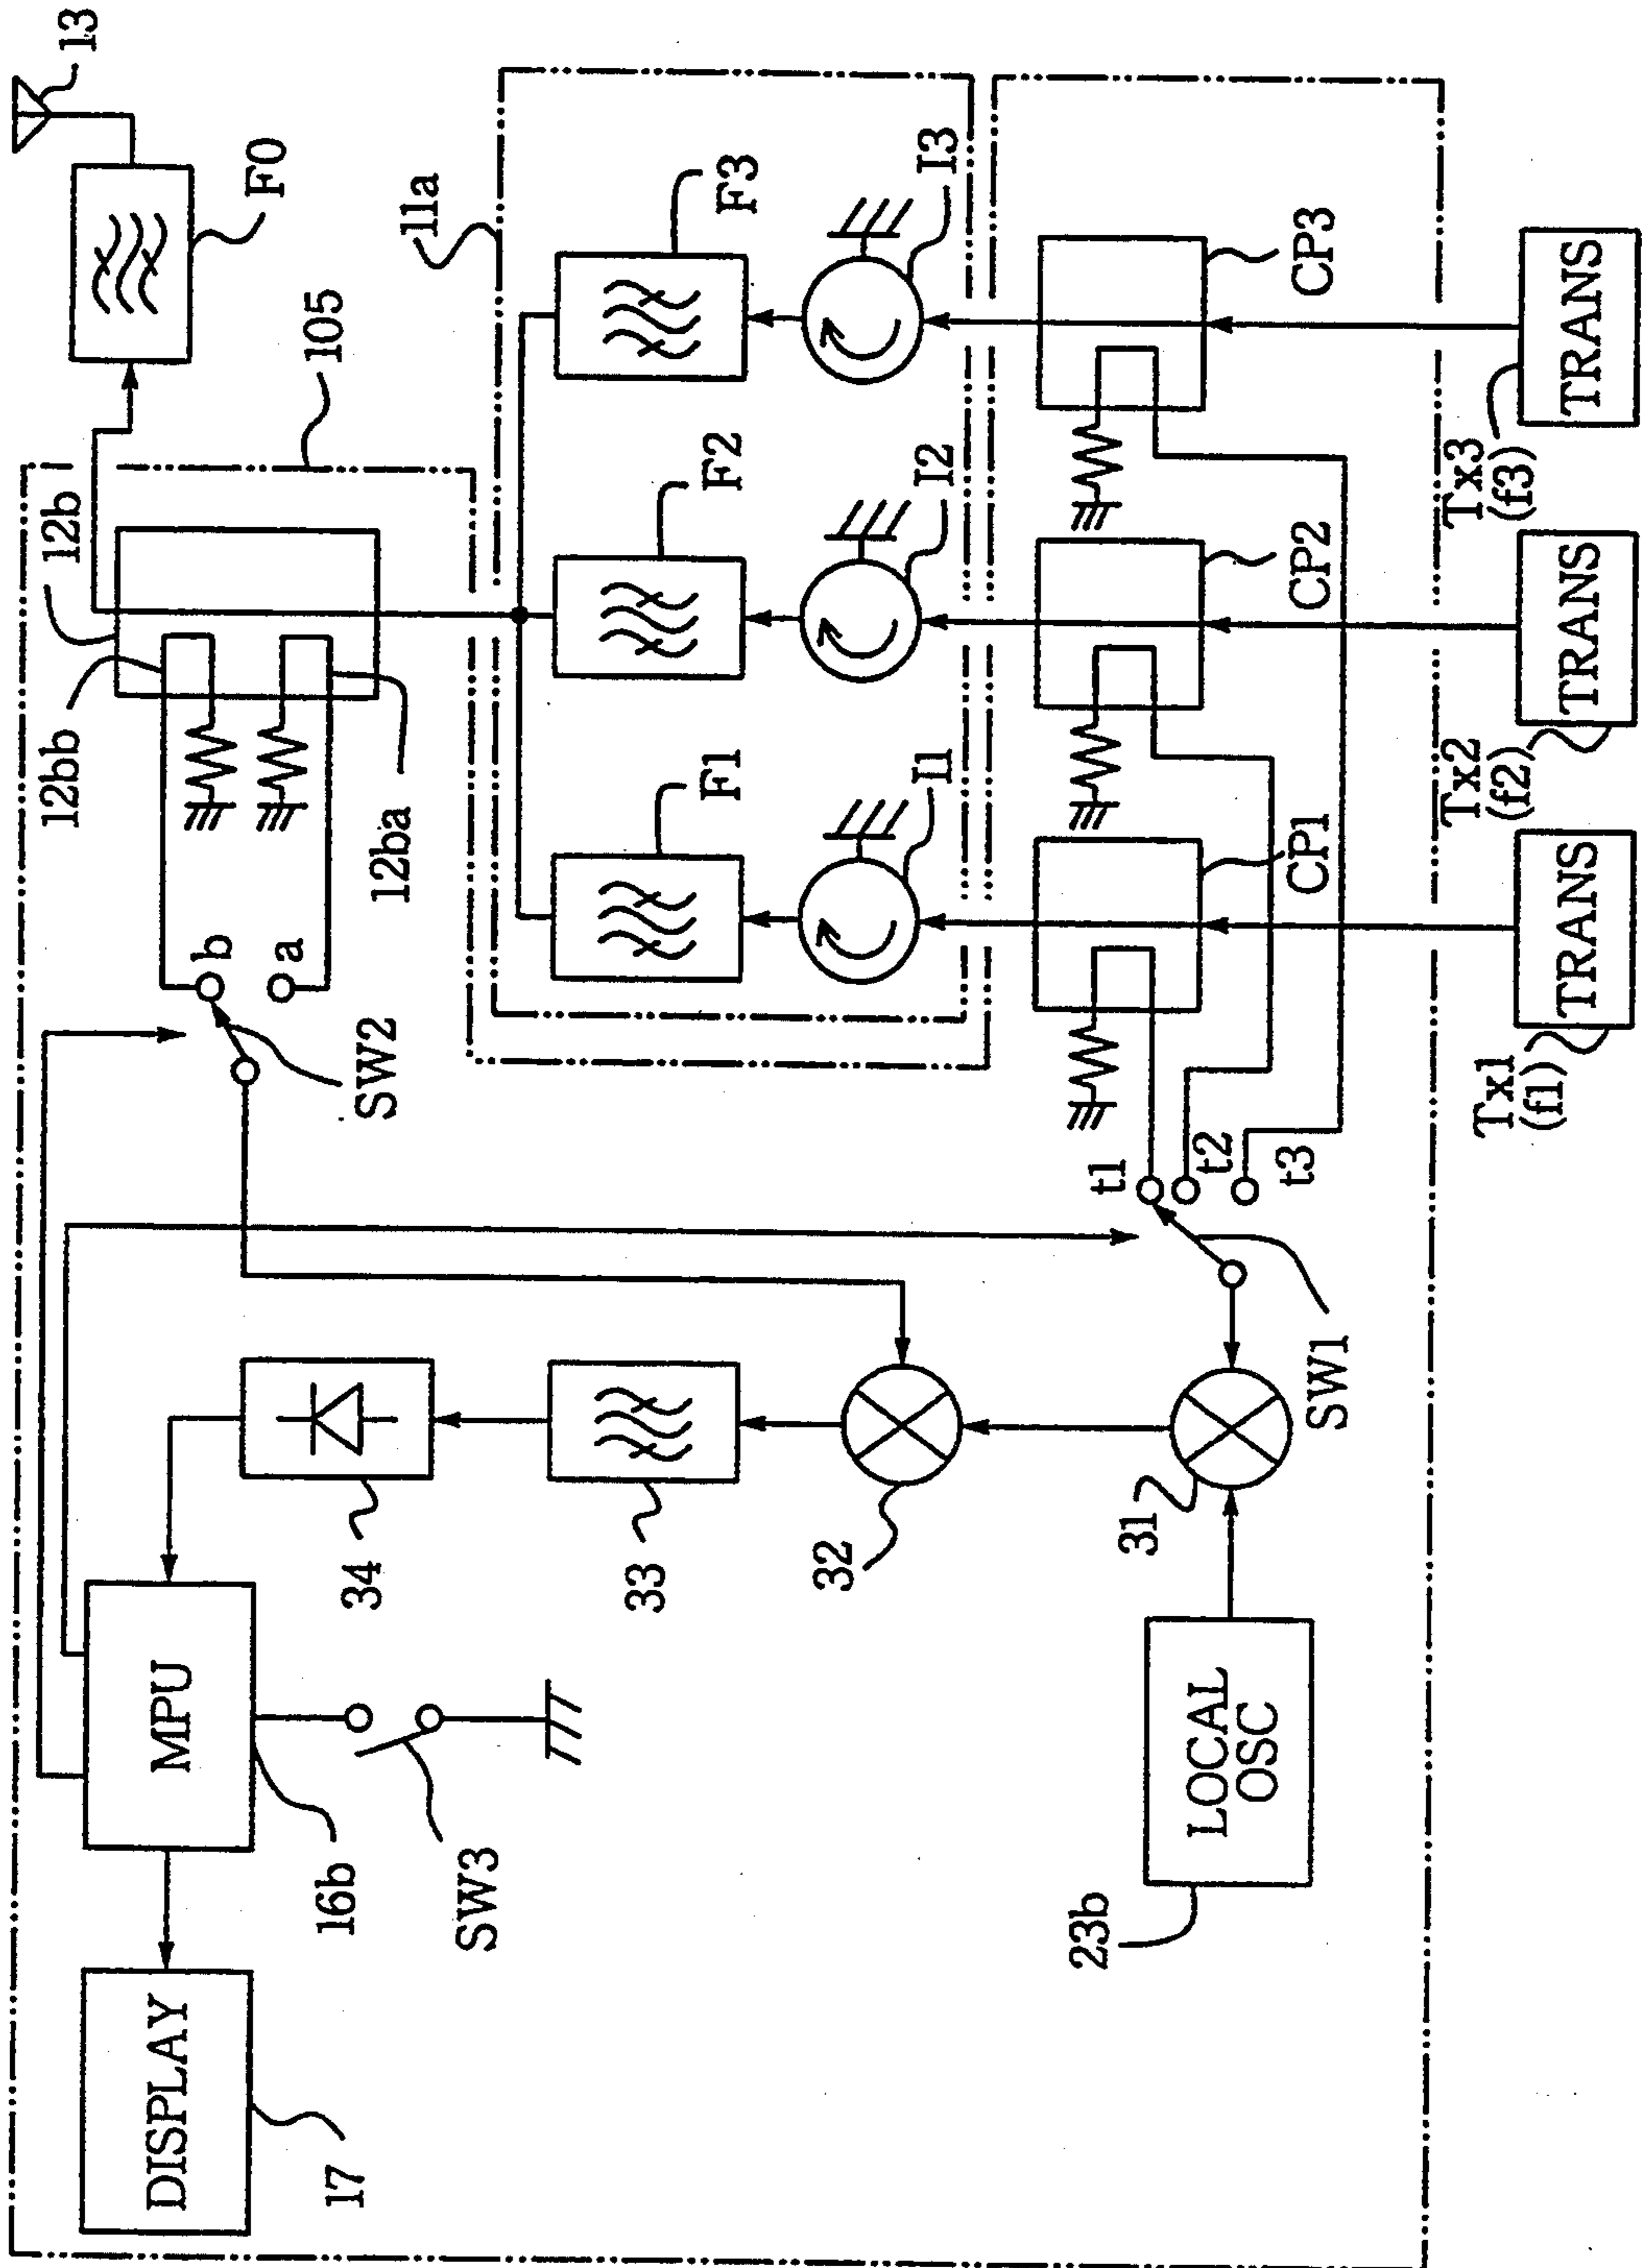 13
F0
105
12b
12bb
12ba
b
a
SW2
11a
F3
F2
F1
I3
I2
I1
CP3
CP2
CP1
TRANS
Tx3
(f3)
TRANS
Tx2
(f2)
TRANS
Tx1
(f1)
t1
t2
t3
SW1
34
33
32
31
MPU
16b
SW3
LOCAL
OSC
23b
DISPLAY
17